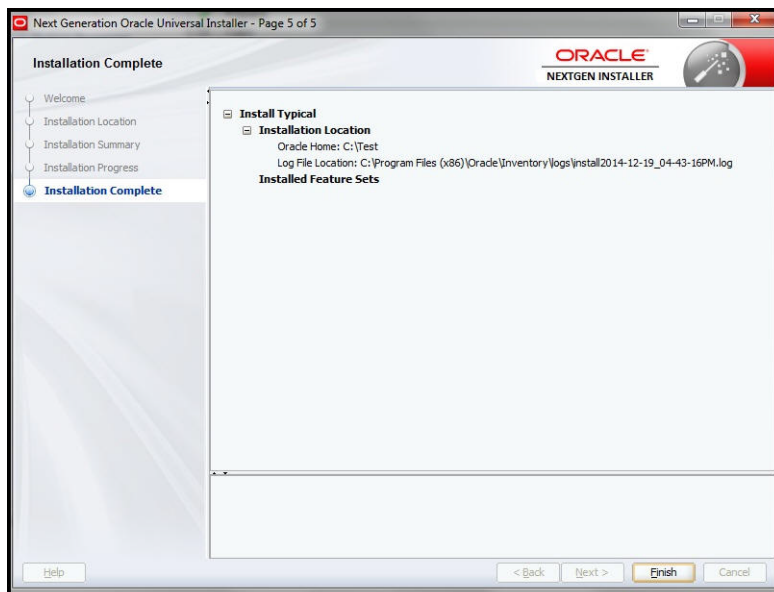 Next Generation Oracle Universal Installer - Page 5 of 5
Installation Complete
ORACLE
NEXTGEN INSTALLER
Welcome
Installation Location
Installation Summary
Installation Progress
Installation Complete
Install Typical
Installation Location
Oracle Home: C:\Test
Log File Location: C:\Program Files (x86)\Oracle\Inventory\logs\install2014-12-19_04-43-16PM.log
Installed Feature Sets
Help
< Back
Next >
Finish
Cancel